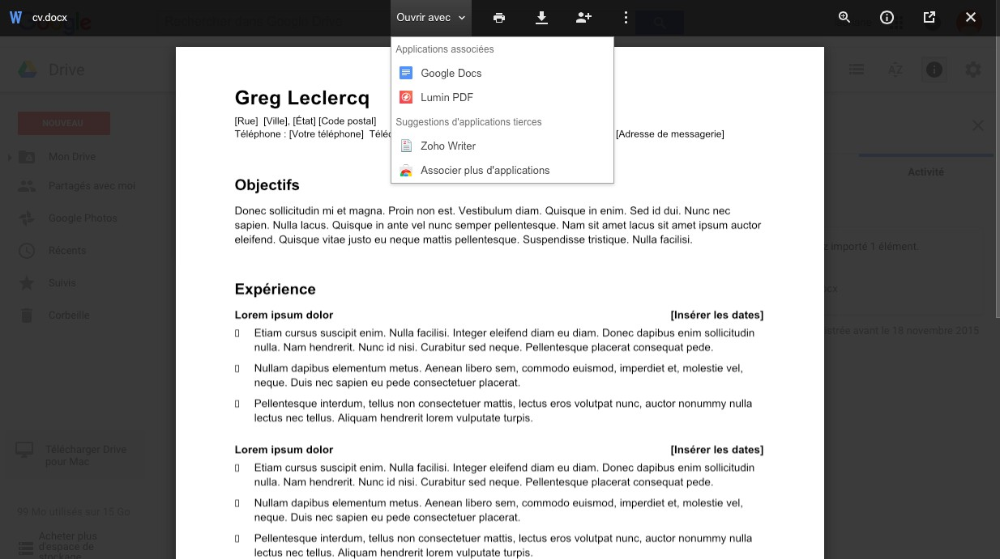 cv.docx
Ouvrir avec
Applications associées
Google Docs
Lumin PDF
Suggestions d'applications tierces
Zoho Writer
Associer plus d'applications
Drive
NOUVEAU
Mon Drive
Partagés avec moi
Google Photos
Récents
Suivis
Corbeille
Télécharger Drive
pour Mac
99 Mo utilisés sur 15 Go
Acheter plus
d'espace de
stockage
Greg Leclercq
[Rue]  [Ville], [État] [Code postal]
Téléphone : [Votre téléphone] [Adresse de messagerie]
Objectifs
Donec sollicitudin mi et magna. Proin non est. Vestibulum diam. Quisque in enim. Sed id dui. Nunc nec
sapien. Nulla lacus. Quisque in ante vel nunc semper pellentesque. Nam sit amet lacus sit amet ipsum auctor
eleifend. Quisque vitae justo eu neque mattis pellentesque. Suspendisse tristique. Nulla facilisi.
Expérience
Lorem ipsum dolor [Insérer les dates]
Etiam cursus suscipit enim. Nulla facilisi. Integer eleifend diam eu diam. Donec dapibus enim sollicitudin
nulla. Nam hendrerit. Nunc id nisi. Curabitur sed neque. Pellentesque placerat consequat pede.
Nullam dapibus elementum metus. Aenean libero sem, commodo euismod, imperdiet et, molestie vel,
neque. Duis nec sapien eu pede consectetuer placerat.
Pellentesque interdum, tellus non consectetuer mattis, lectus eros volutpat nunc, auctor nonummy nulla
lectus nec tellus. Aliquam hendrerit lorem vulputate turpis.
Lorem ipsum dolor [Insérer les dates]
Etiam cursus suscipit enim. Nulla facilisi. Integer eleifend diam eu diam. Donec dapibus enim sollicitudin
nulla. Nam hendrerit. Nunc id nisi. Curabitur sed neque. Pellentesque placerat consequat pede.
Nullam dapibus elementum metus. Aenean libero sem, commodo euismod, imperdiet et, molestie vel,
neque. Duis nec sapien eu pede consectetuer placerat.
Pellentesque interdum, tellus non consectetuer mattis, lectus eros volutpat nunc, auctor nonummy nulla
lectus nec tellus. Aliquam hendrerit lorem vulputate turpis.
Activité
importé 1 élément.
avant le 18 novembre 2015